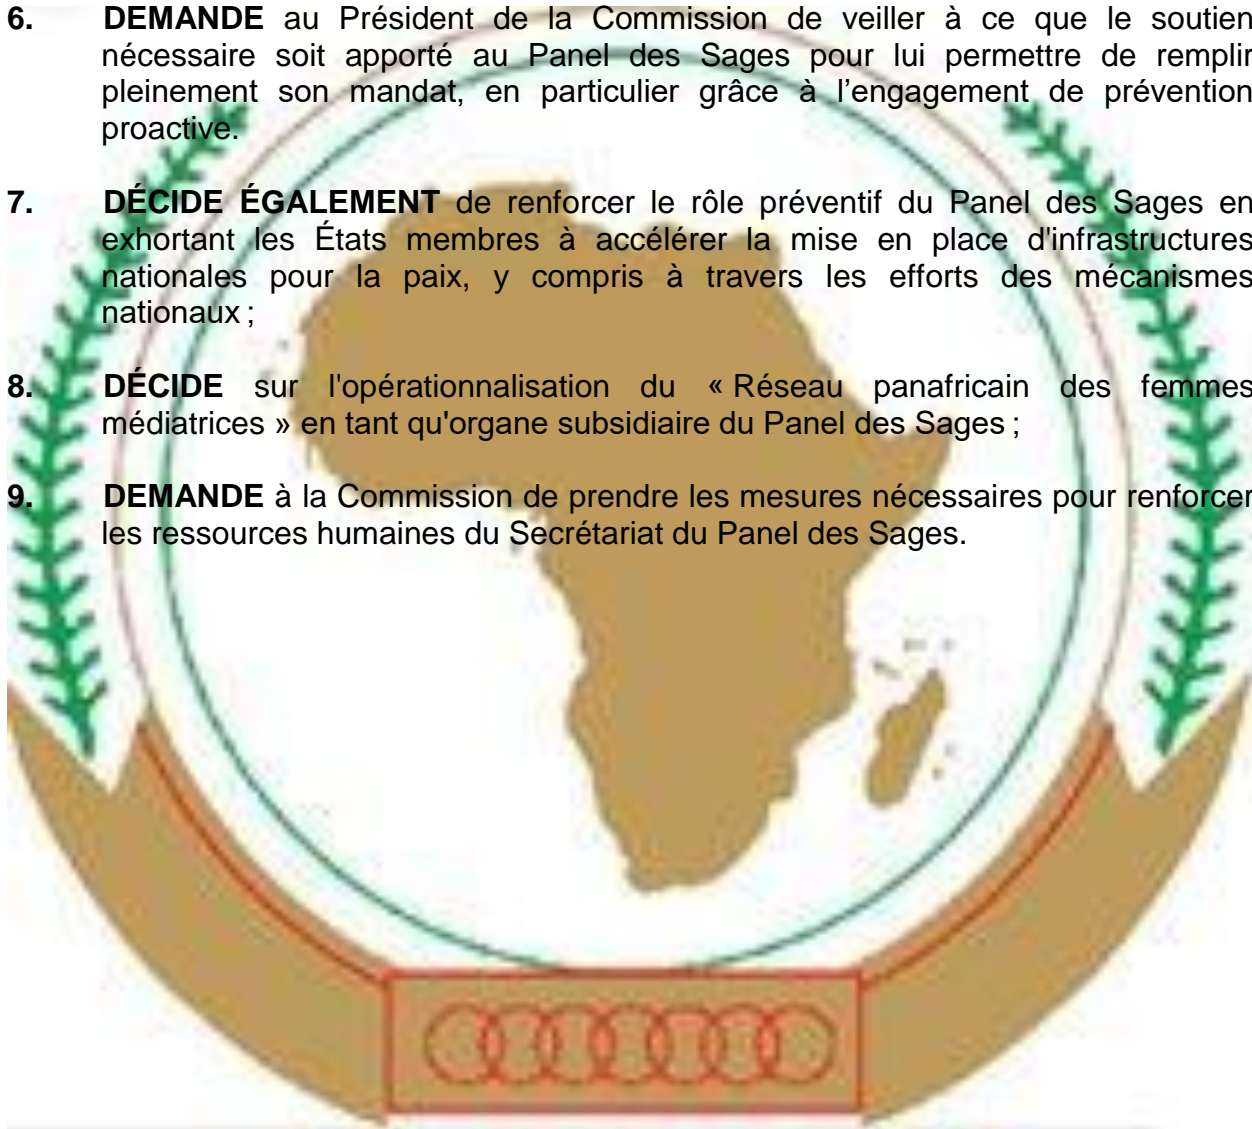 6. DEMANDE au Président de la Commission de veiller à ce que le soutien
nécessaire soit apporté au Panel des Sages pour lui permettre de remplir
pleinement son mandat, en particulier grâce à l’engagement de prévention
proactive.
7. DÉCIDE ÉGALEMENT de renforcer le rôle préventif du Panel des Sages en
exhortant les États membres à accélérer la mise en place d'infrastructures
nationales pour la paix, y compris à travers les efforts des mécanismes
nationaux ;
8. DÉCIDE sur l'opérationnalisation du « Réseau panafricain des femmes
médiatrices » en tant qu'organe subsidiaire du Panel des Sages ;
9. DEMANDE à la Commission de prendre les mesures nécessaires pour renforcer
les ressources humaines du Secrétariat du Panel des Sages.